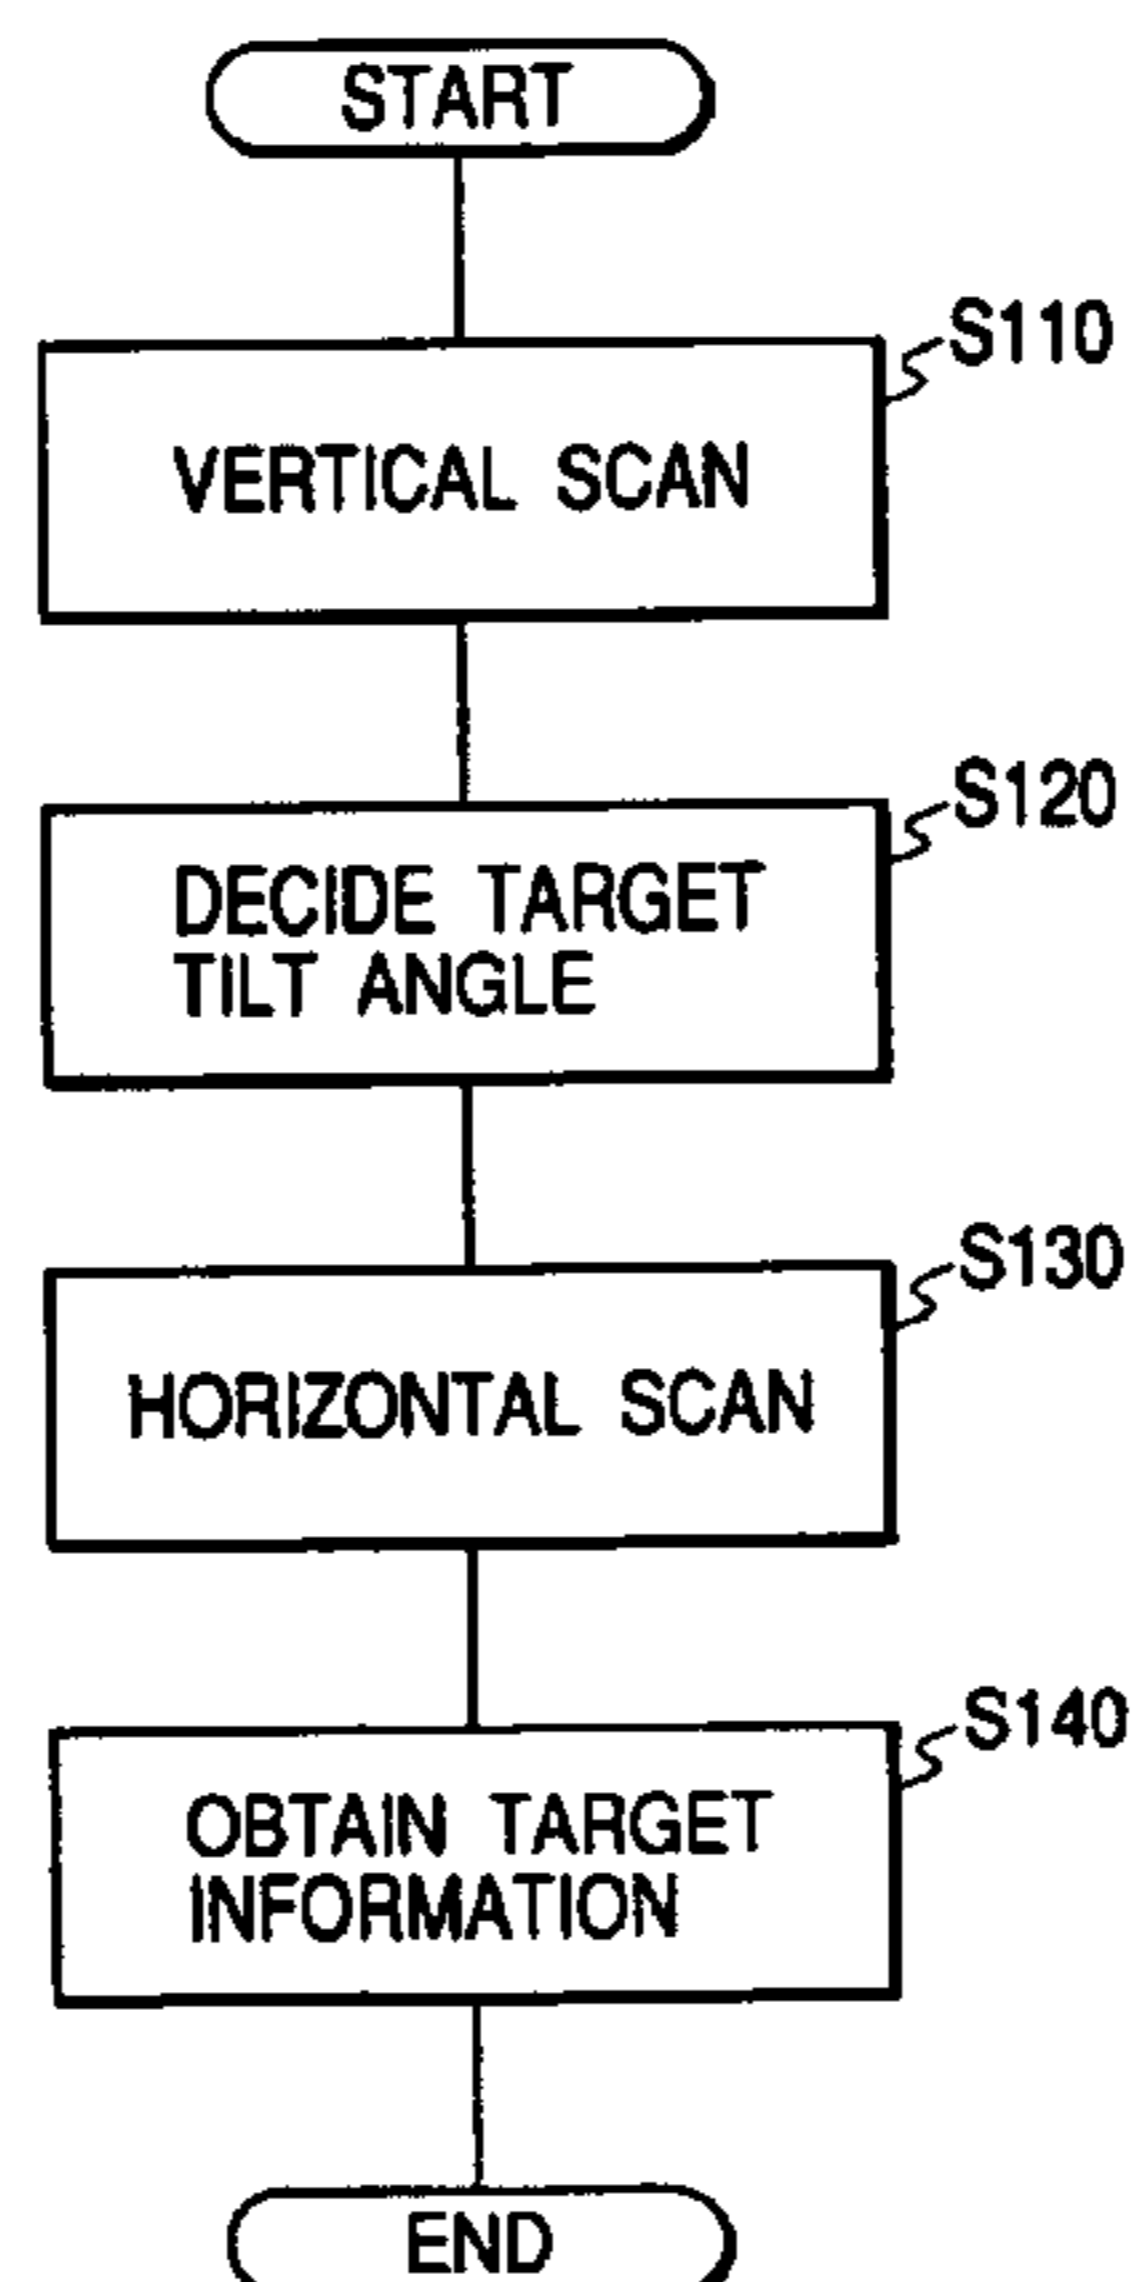 START
S110
VERTICAL SCAN
S120
DECIDE TARGET
TILT ANGLE
S130
HORIZONTAL SCAN
S140
OBTAIN TARGET
INFORMATION
END